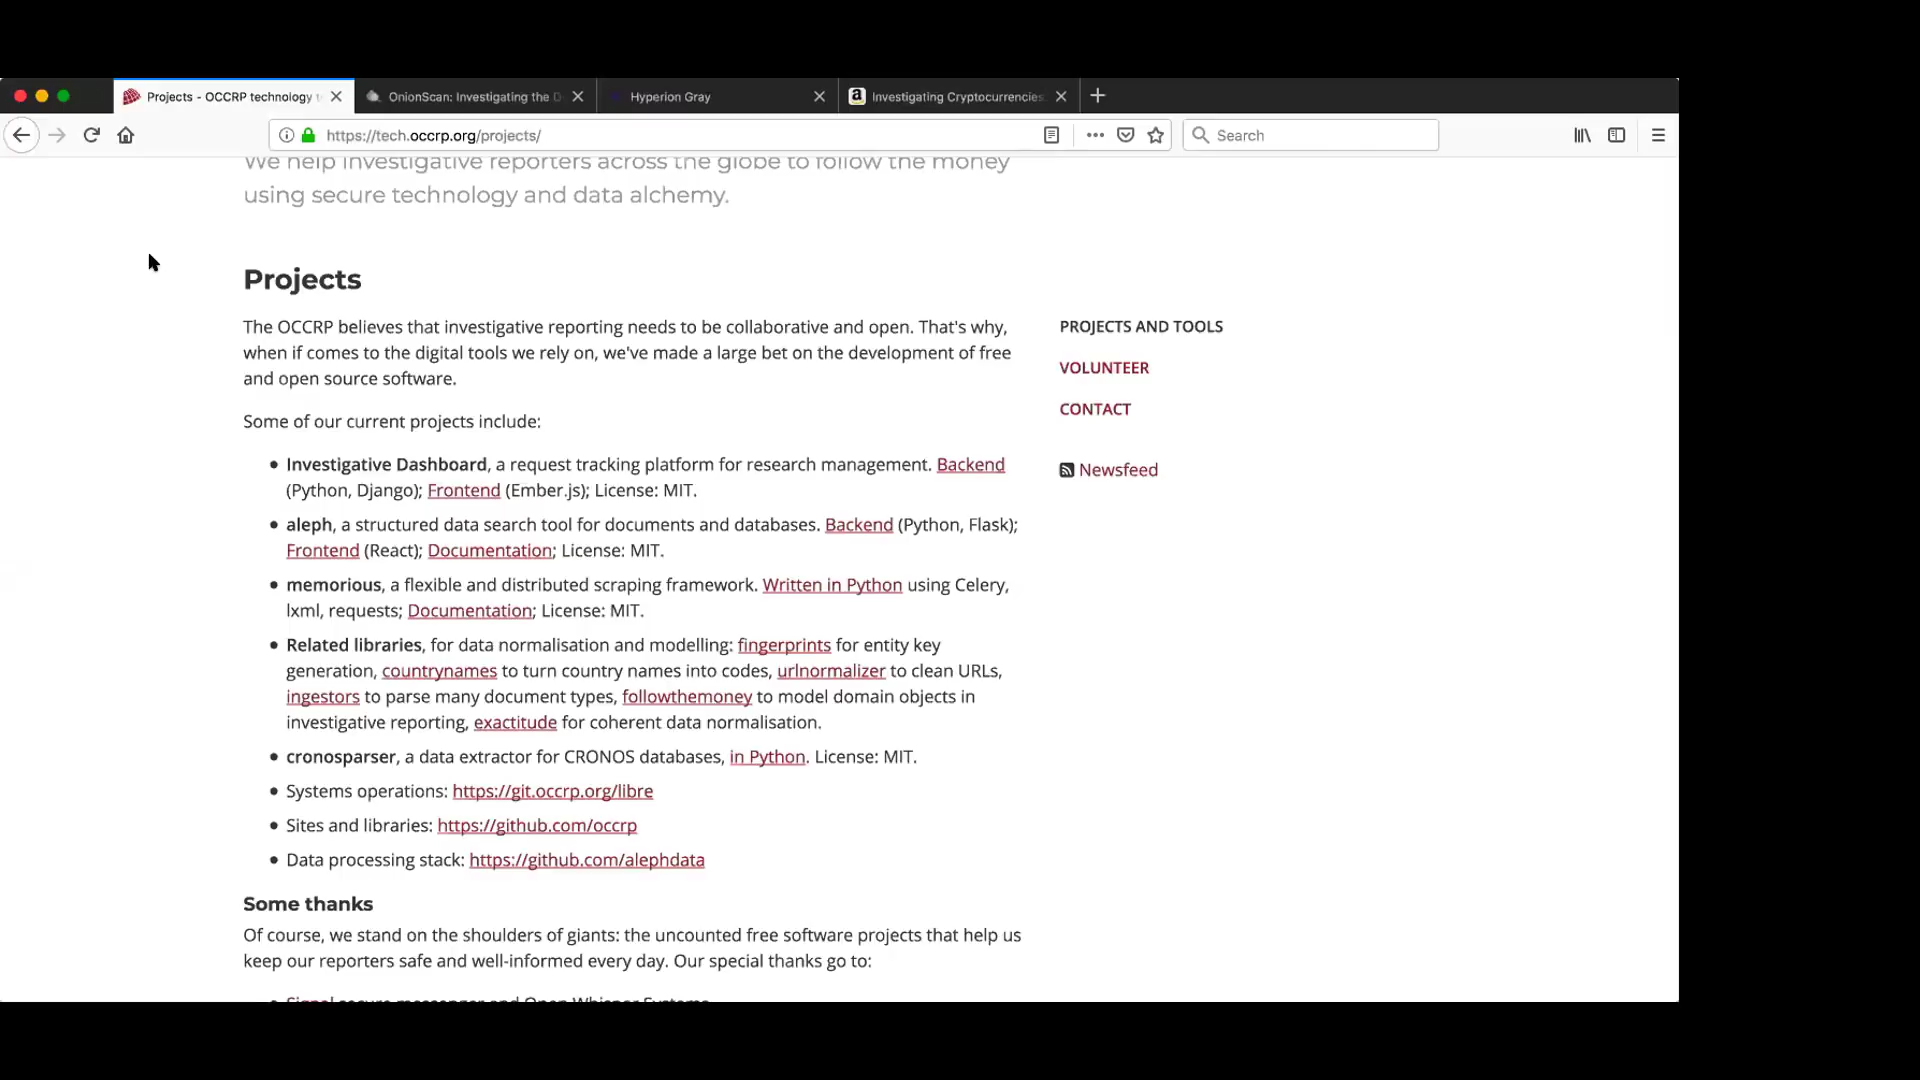 Projects - OCCRP technology t
OnionScan: Investigating the D
Hyperion Gray
Investigating Cryptocurrencies
https://tech.occrp.org/projects/
Search
We help investigative reporters across the globe to follow the money
using secure technology and data alchemy.
Projects
The OCCRP believes that investigative reporting needs to be collaborative and open. That's why,
when if comes to the digital tools we rely on, we've made a large bet on the development of free
and open source software.
Some of our current projects include:
Investigative Dashboard, a request tracking platform for research management. Backend
(Python, Django); Frontend (Ember.js); License: MIT.
aleph, a structured data search tool for documents and databases. Backend (Python, Flask);
Frontend (React); Documentation; License: MIT.
memorious, a flexible and distributed scraping framework. Written in Python using Celery,
lxml, requests; Documentation; License: MIT.
Related libraries, for data normalisation and modelling: fingerprints for entity key
generation, countrynames to turn country names into codes, urlnormalizer to clean URLs,
ingestors to parse many document types, followthemoney to model domain objects in
investigative reporting, exactitude for coherent data normalisation.
cronosparser, a data extractor for CRONOS databases, in Python. License: MIT.
Systems operations: https://git.occrp.org/libre
Sites and libraries: https://github.com/occrp
Data processing stack: https://github.com/alephdata
Some thanks
Of course, we stand on the shoulders of giants: the uncounted free software projects that help us
keep our reporters safe and well-informed every day. Our special thanks go to:
Signal secure messenger and Open Whisper Systems
PROJECTS AND TOOLS
VOLUNTEER
CONTACT
Newsfeed